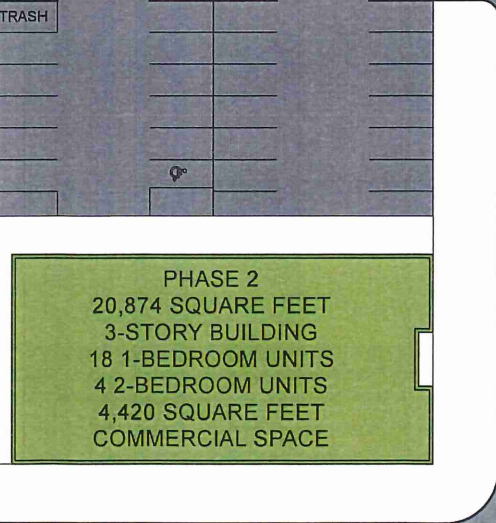 TRASH
PHASE 2
20,874 SQUARE FEET
3-STORY BUILDING
18 1-BEDROOM UNITS
4 2-BEDROOM UNITS
4,420 SQUARE FEET
COMMERCIAL SPACE